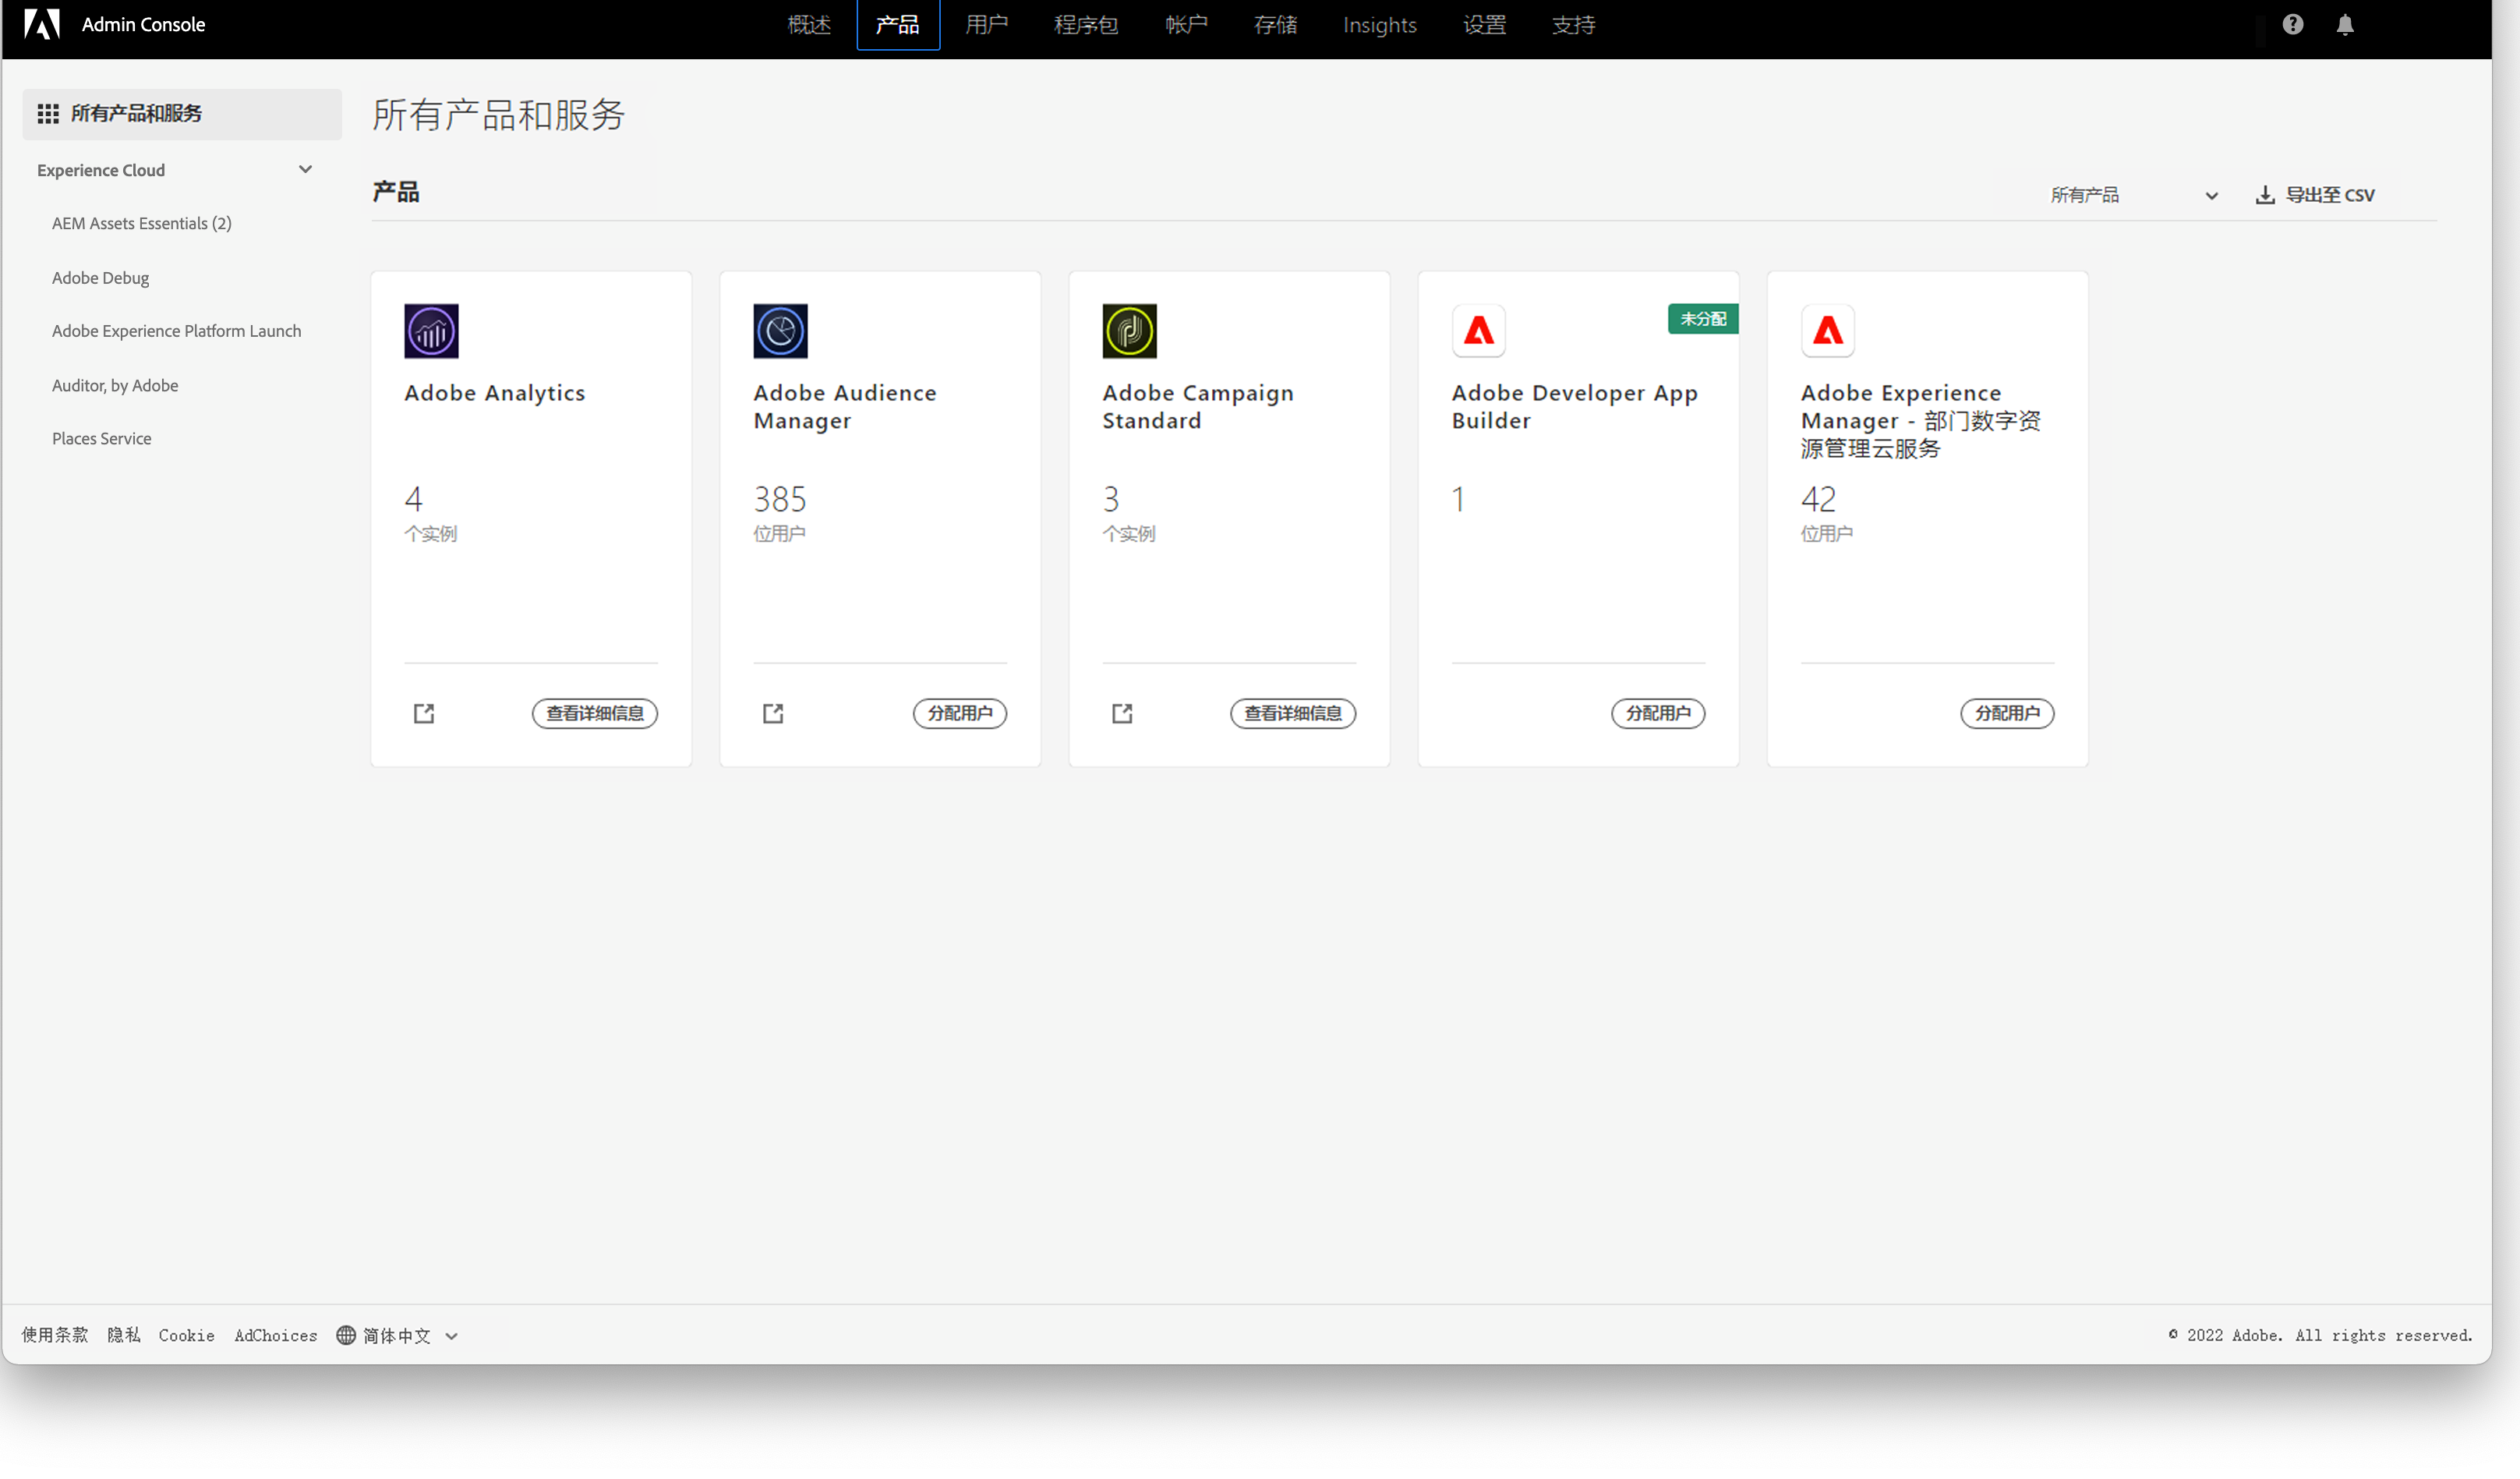 Admin Console
概述 产品 用户 程序包 帐户 存储 Insights 设置 支持
所有产品和服务
Experience Cloud
AEM Assets Essentials (2)
Adobe Debug
Adobe Experience Platform Launch
Auditor, by Adobe
Places Service
所有产品和服务
产品
所有产品
导出至 CSV
Adobe Analytics
4
个实例
查看详细信息
Adobe Audience
Manager
385
位用户
分配用户
Adobe Campaign
Standard
3
个实例
查看详细信息
未分配
Adobe Developer App
Builder
1
分配用户
Adobe Experience
Manager - 部门数字资
源管理云服务
42
位用户
分配用户
使用条款 隐私 Cookie AdChoices 简体中文
© 2022 Adobe. All rights reserved.